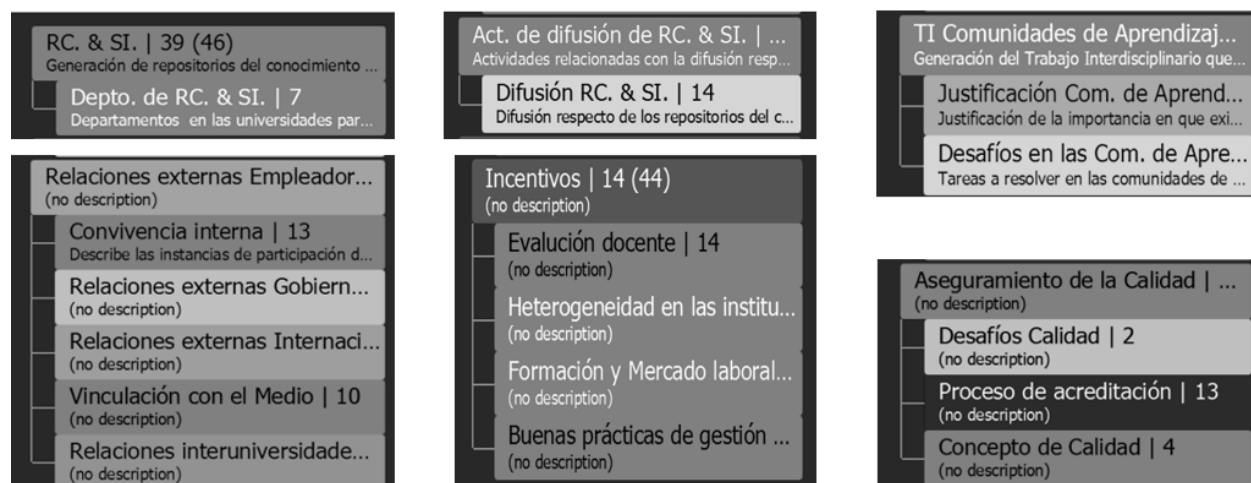 RC. & SI. | 39 (46)
Generación de repositorios del conocimiento ...
Depto. de RC. & SI. | 7
Departamentos en las universidades par...
Act. de difusión de RC. & SI. | ...
Actividades relacionadas con la difusión resp...
Difusión RC. & SI. | 14
Difusión respecto de los repositorios del c...
TI Comunidades de Aprendizaj...
Generación del Trabajo Interdisciplinario que...
Justificación Com. de Aprend...
Justificación de la importancia en que exi...
Desafíos en las Com. de Apre...
Tareas a resolver en las comunidades de ...
Relaciones externas Empleador...
(no description)
Convivencia interna | 13
Describe las instancias de participación d...
Relaciones externas Gobiern...
(no description)
Relaciones externas Internaci...
(no description)
Vinculación con el Medio | 10
(no description)
Relaciones interuniversidade...
(no description)
Incentivos | 14 (44)
(no description)
Evalución docente | 14
(no description)
Heterogeneidad en las institu...
(no description)
Formación y Mercado laboral...
(no description)
Buenas prácticas de gestión ...
(no description)
Aseguramiento de la Calidad | ...
(no description)
Desafíos Calidad | 2
(no description)
Proceso de acreditación | 13
(no description)
Concepto de Calidad | 4
(no description)